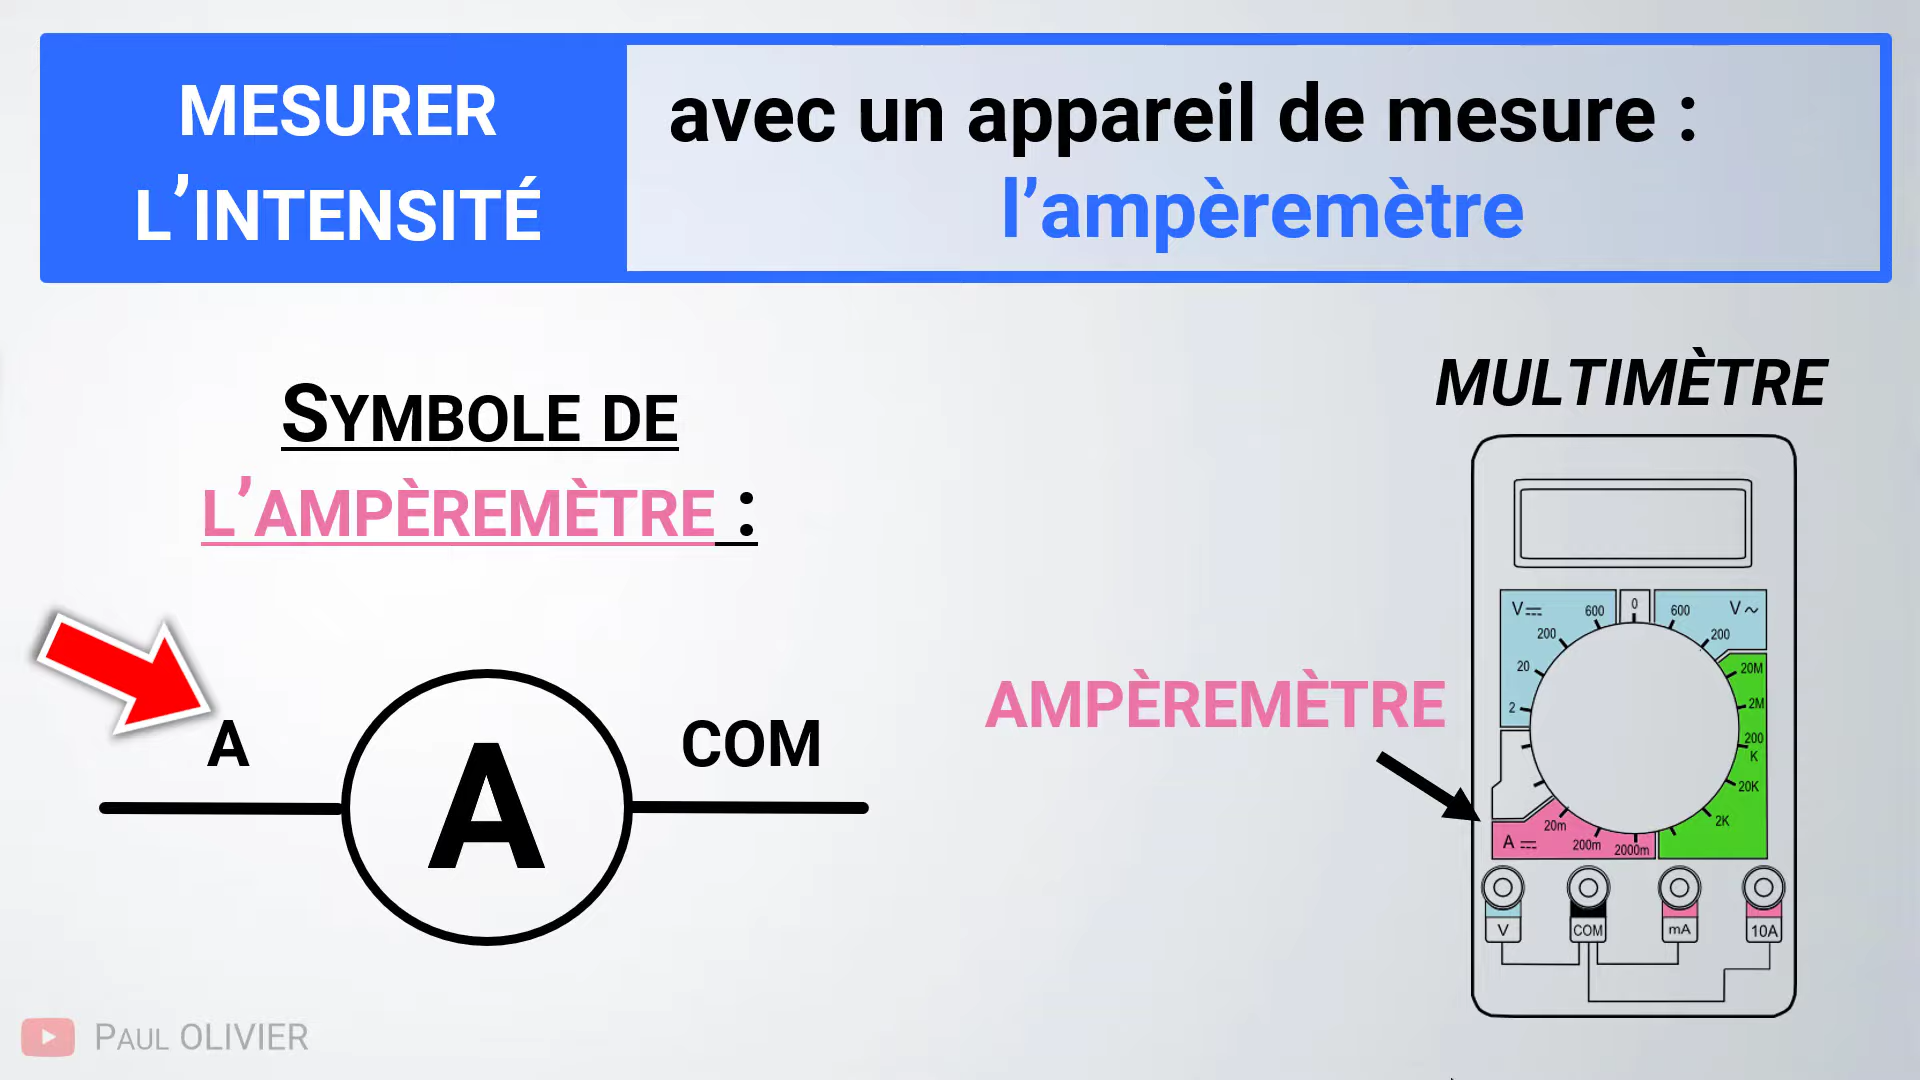 MESURER
L’INTENSITÉ
avec un appareil de mesure :
l’ampèremètre
SYMBOLE DE
L’AMPÈREMÈTRE :
A
A
COM
MULTIMÈTRE
AMPÈREMÈTRE
V 600 0 600 V~
200 200
20 20M
2 2M
200
K
20K
20m 2K
A 200m 2000m
V COM mA 10A
PAUL OLIVIER